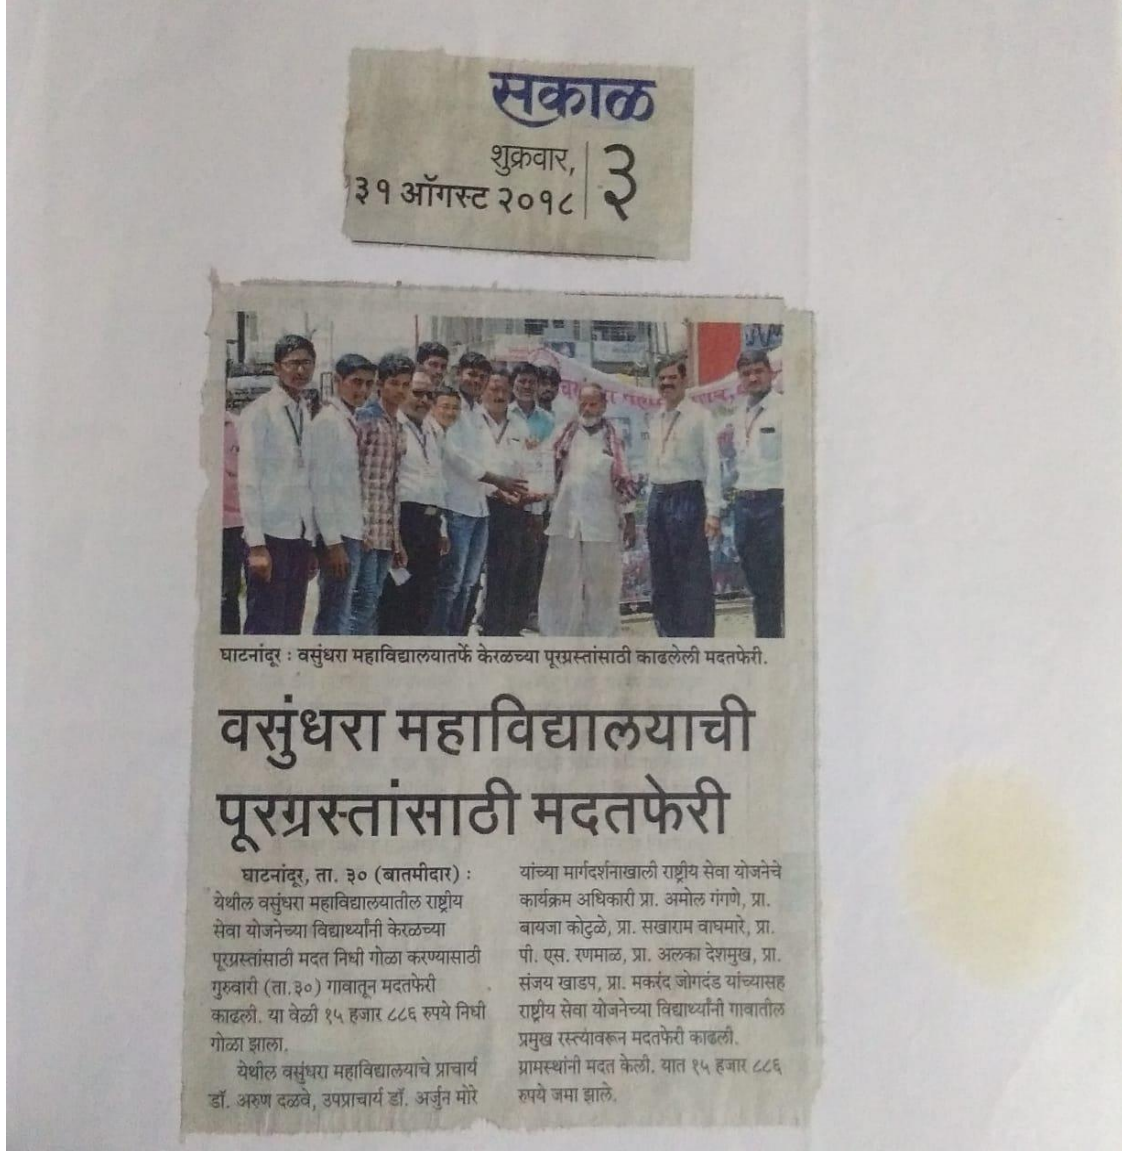 सकाळ
शुक्रवार,
३१ ऑगस्ट २०१८
३
घाटनांदूर : वसुंधरा महाविद्यालयातर्फे केरळच्या पूरग्रस्तांसाठी काढलेली मदतफेरी.
वसुंधरा महाविद्यालयाची
पूरग्रस्तांसाठी मदतफेरी
घाटनांदूर, ता. ३० (बातमीदार) :
येथील वसुंधरा महाविद्यालयातील राष्ट्रीय
सेवा योजनेच्या विद्यार्थ्यांनी केरळच्या
पूरग्रस्तांसाठी मदत निधी गोळा करण्यासाठी
गुरुवारी (ता.३०) गावातून मदतफेरी
काढली. या वेळी १५ हजार ८८६ रुपये निधी
गोळा झाला.
येथील वसुंधरा महाविद्यालयाचे प्राचार्य
डॉ. अरुण दळवे, उपप्राचार्य डॉ. अर्जुन मोरे
यांच्या मार्गदर्शनाखाली राष्ट्रीय सेवा योजनेचे
कार्यक्रम अधिकारी प्रा. अमोल गंगणे, प्रा.
बायजा कोटुळे, प्रा. सखाराम वाघमारे, प्रा.
पी. एस. रणमाळ, प्रा. अलका देशमुख, प्रा.
संजय खाडप, प्रा. मकरंद जोगदंड यांच्यासह
राष्ट्रीय सेवा योजनेच्या विद्यार्थ्यांनी गावातील
प्रमुख रस्त्यावरून मदतफेरी काढली.
ग्रामस्थांनी मदत केली. यात १५ हजार ८८६
रुपये जमा झाले.